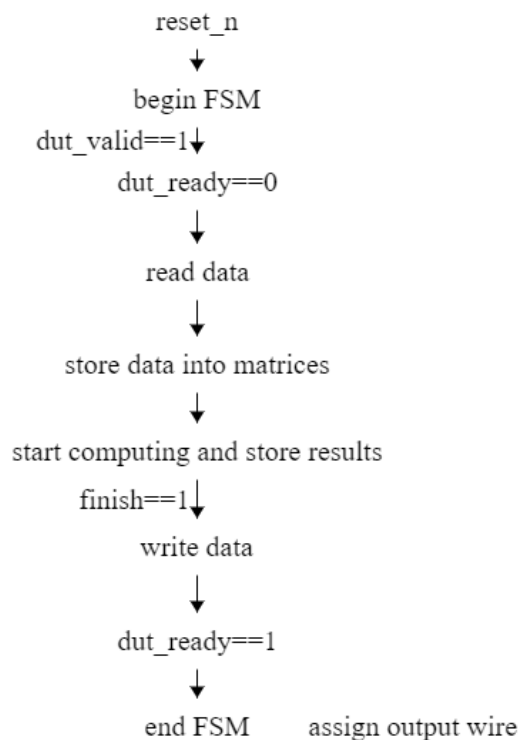 reset_n
begin FSM
dut_valid==1
dut_ready==0
read data
store data into matrices
start computing and store results
finish==1
write data
dut_ready==1
end FSM assign output wire